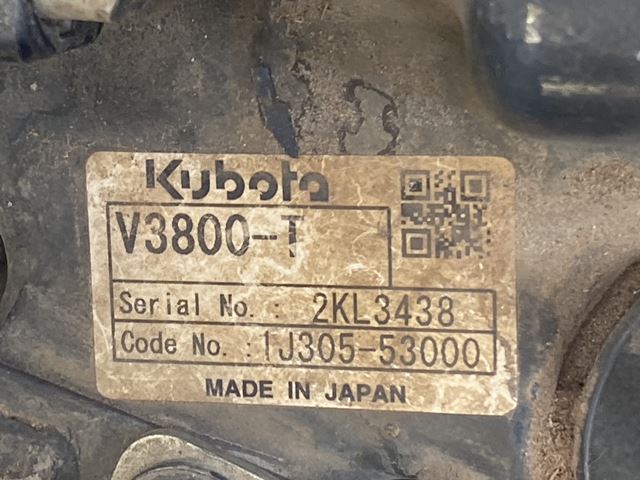 Kubota
V3800-T
Serial No. : 2KL3438
Code No. :1J305-53000
MADE IN JAPAN